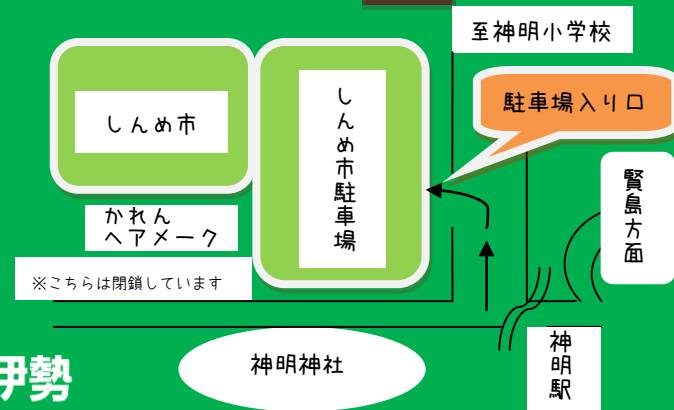 至神明小学校
しんめ市
しんめ市駐車場
駐車場入り口
賢島方面
かれん
ヘアメーク
※こちらは閉鎖しています
神明神社
神明駅
伊勢